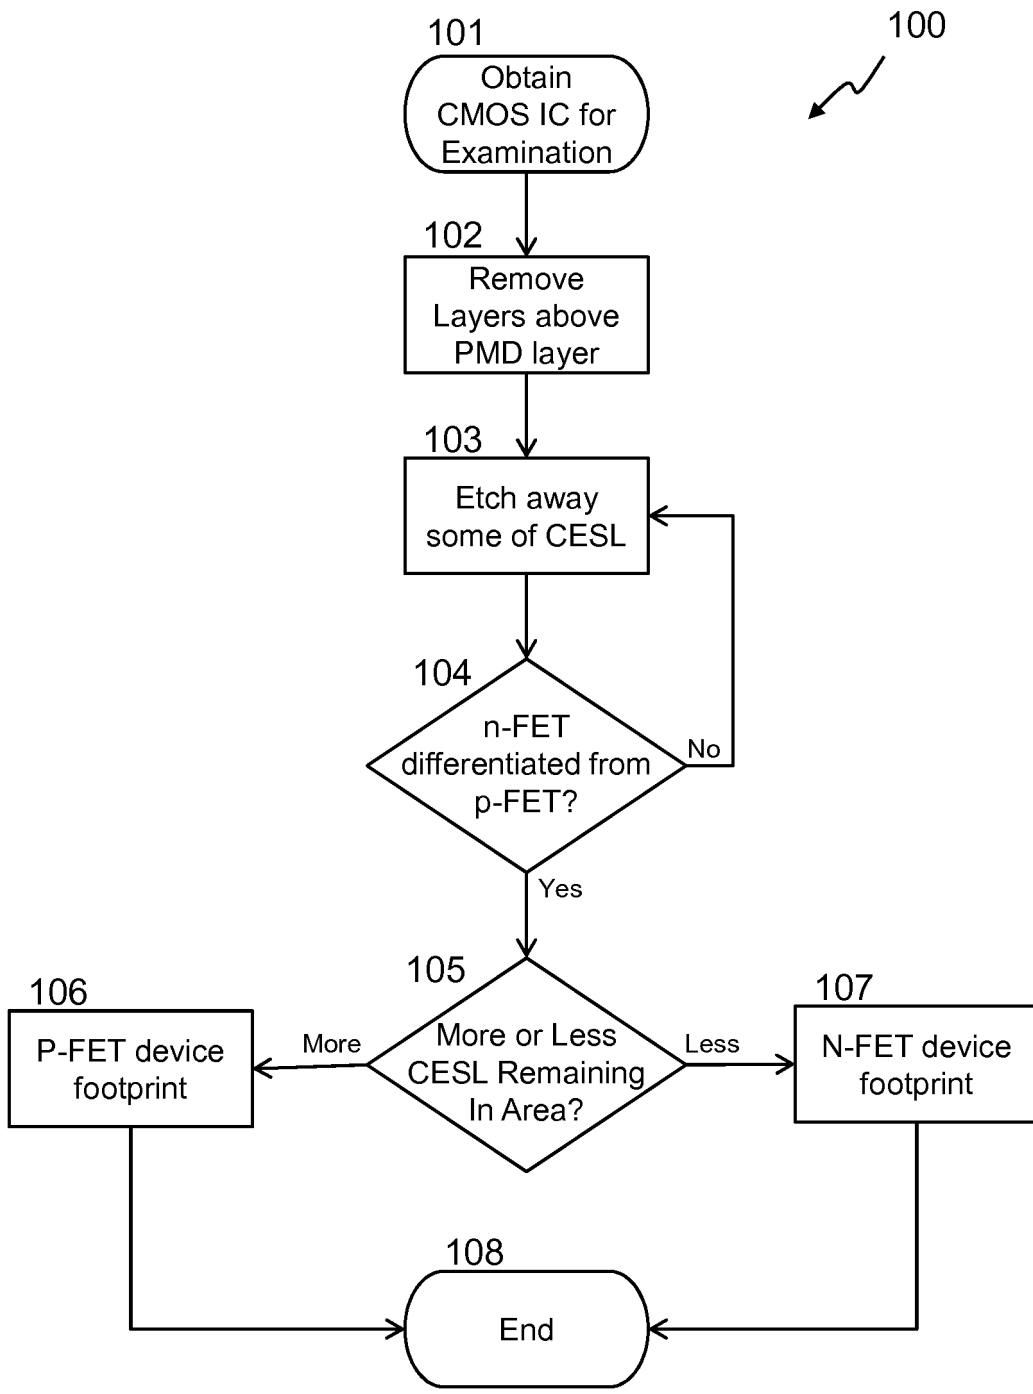 100
101
Obtain
CMOS IC for
Examination
102
Remove
Layers above
PMD layer
103
Etch away
some of CESL
104
n-FET
differentiated from
p-FET?
No
Yes
105
More or Less
CESL Remaining
In Area?
More
Less
106
P-FET device
footprint
107
N-FET device
footprint
108
End